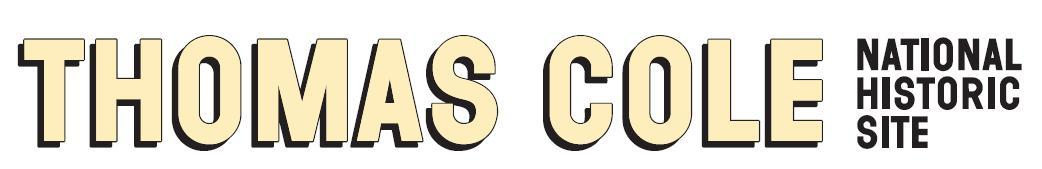 THOMAS COLE
NATIONAL
HISTORIC
SITE